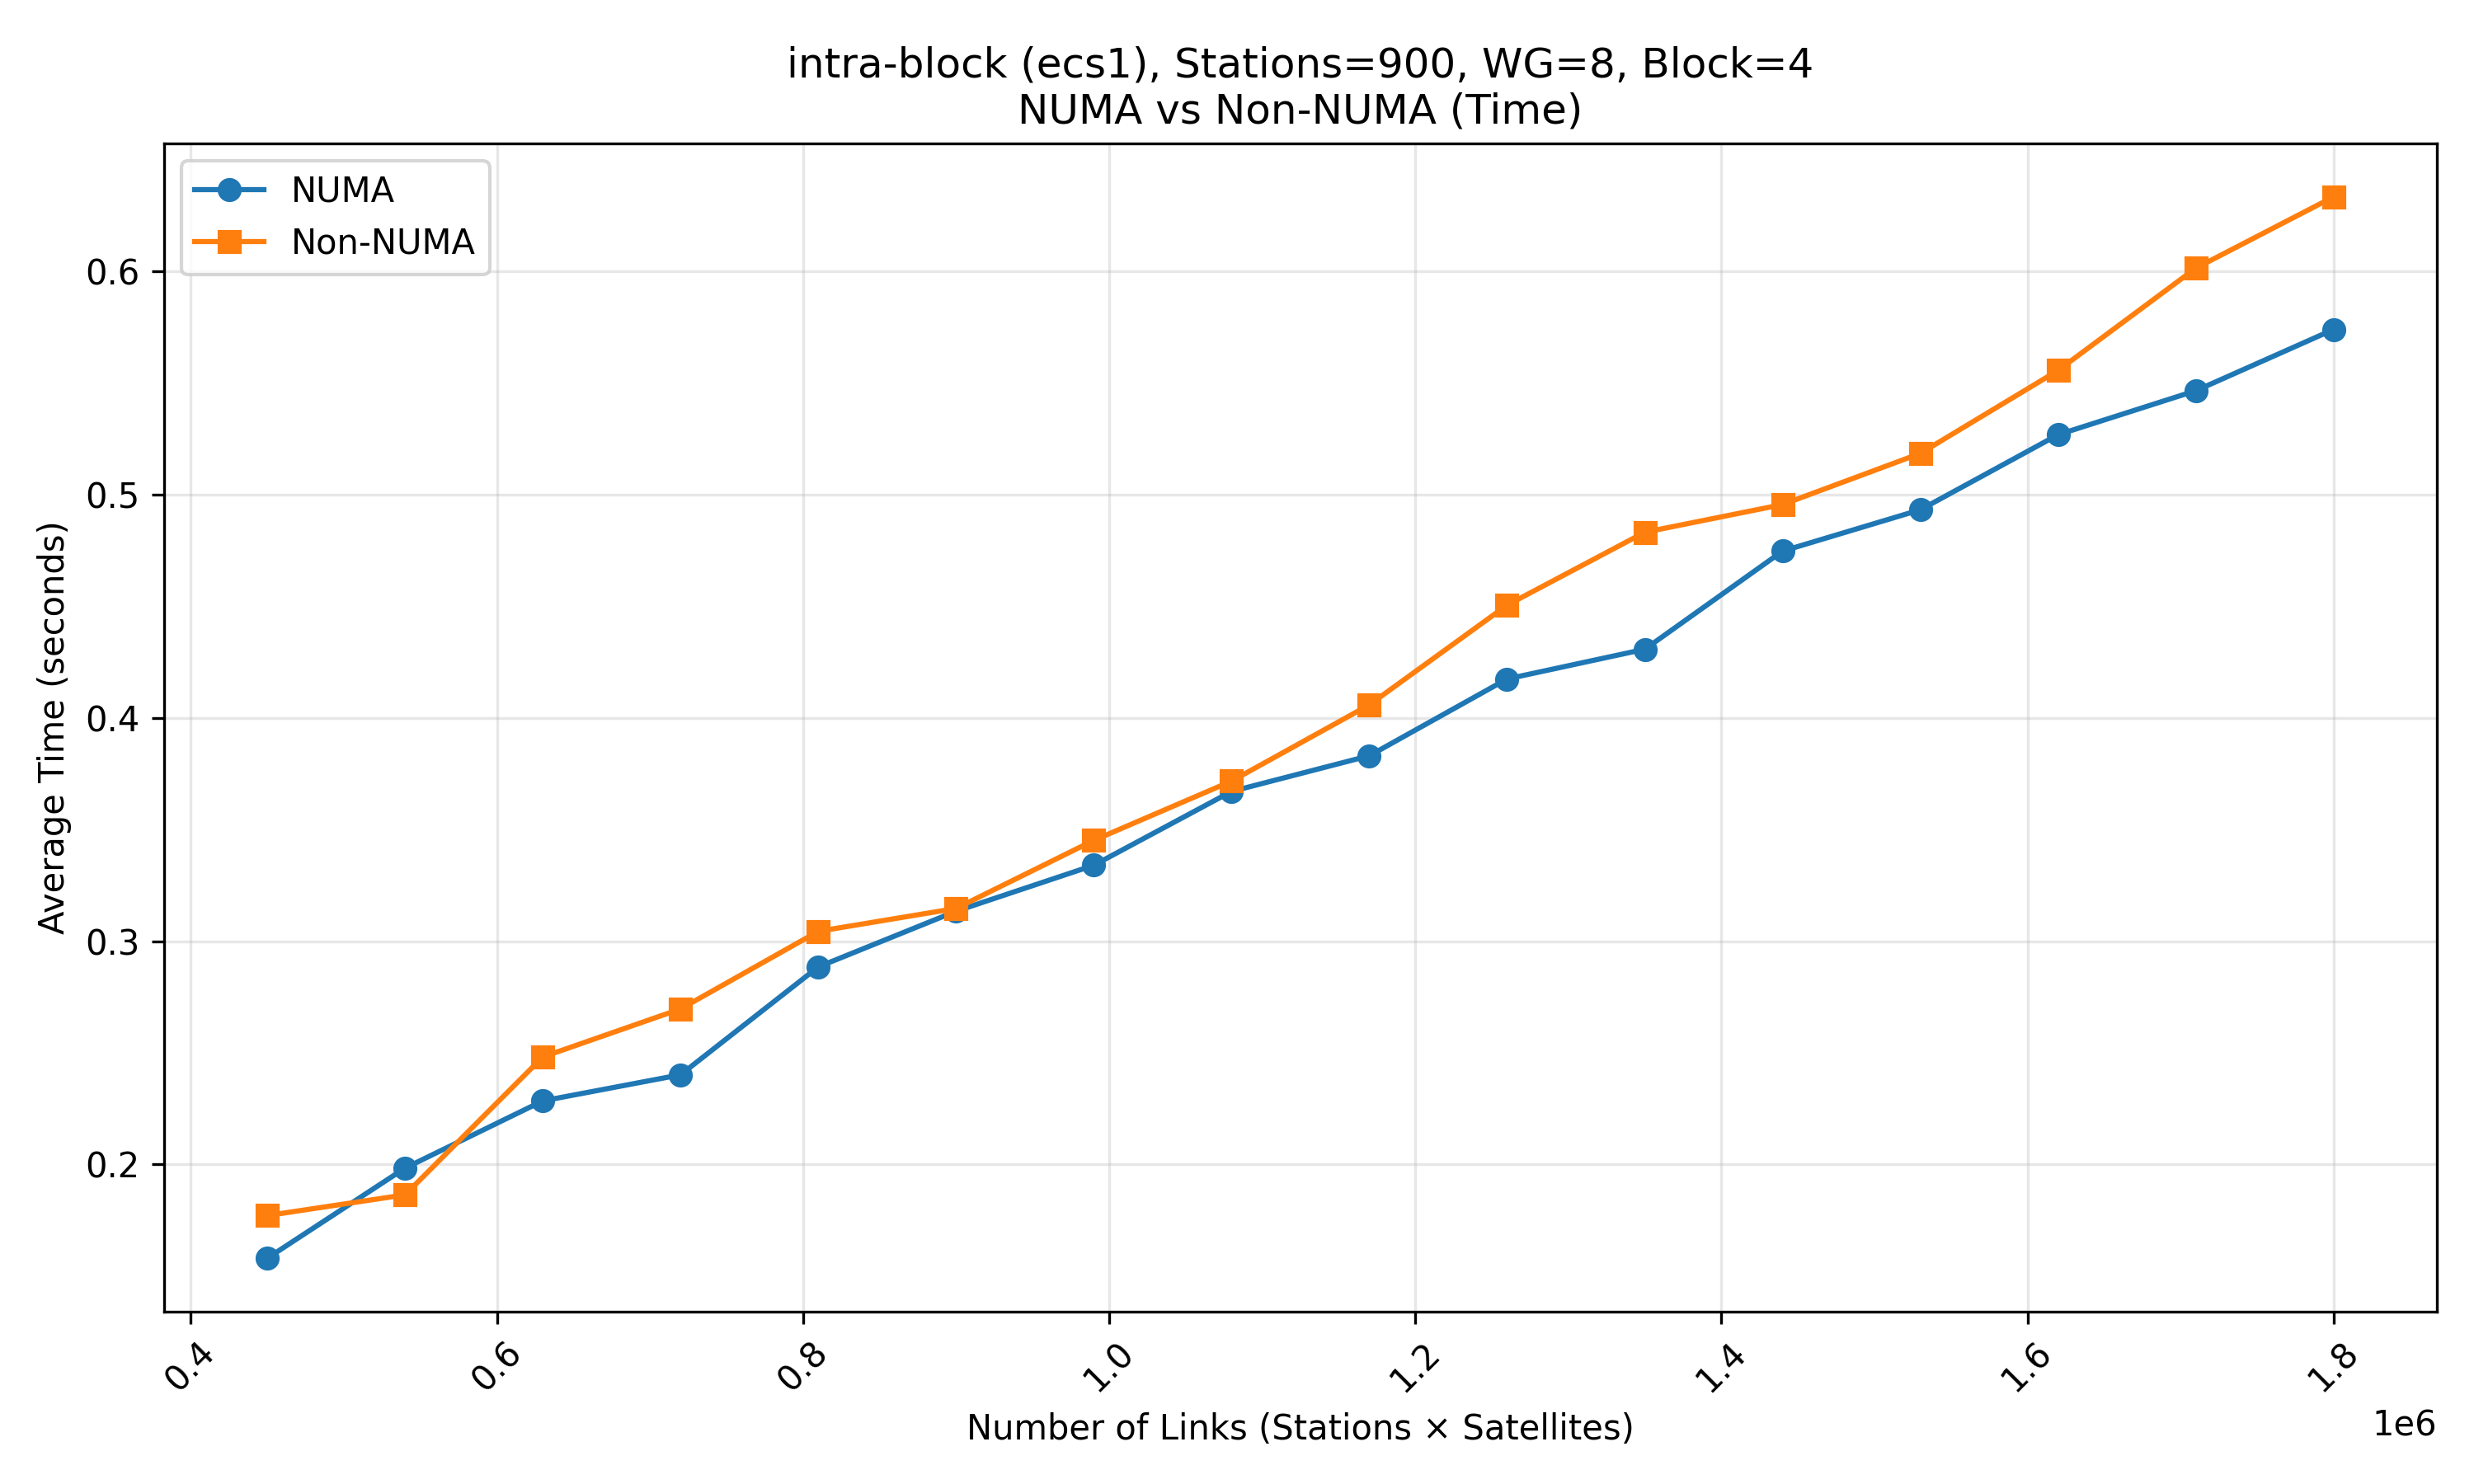 intra-block (ecs1), Stations=900, WG=8, Block=4
NUMA vs Non-NUMA (Time)
NUMA
Non-NUMA
Average Time (seconds)
0.6
0.5
0.4
0.3
0.2
0.4
0.6
0.8
1.0
1.2
1.4
1.6
1.8
1e6
Number of Links (Stations × Satellites)